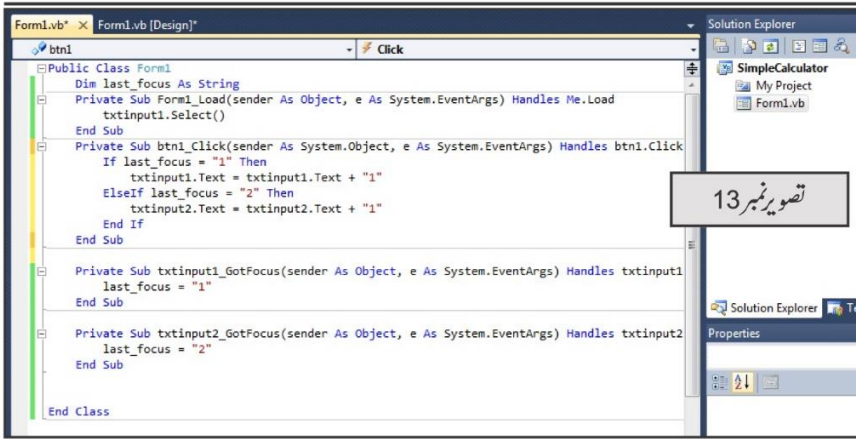 Form1.vb* × Form1.vb [Design]*
btn1 Click
Public Class Form1
Dim last_focus As String
Private Sub Form1_Load(sender As Object, e As System.EventArgs) Handles Me.Load
txtinput1.Select()
End Sub
Private Sub btn1_Click(sender As System.Object, e As System.EventArgs) Handles btn1.Click
If last_focus = "1" Then
txtinput1.Text = txtinput1.Text + "1"
ElseIf last_focus = "2" Then
txtinput2.Text = txtinput2.Text + "1"
End If
End Sub
Private Sub txtinput1_GotFocus(sender As Object, e As System.EventArgs) Handles txtinput1
last_focus = "1"
End Sub
Private Sub txtinput2_GotFocus(sender As Object, e As System.EventArgs) Handles txtinput2
last_focus = "2"
End Sub
End Class
Solution Explorer
SimpleCalculator
My Project
Form1.vb
تصویر نمبر 13
Solution Explorer Te
Properties